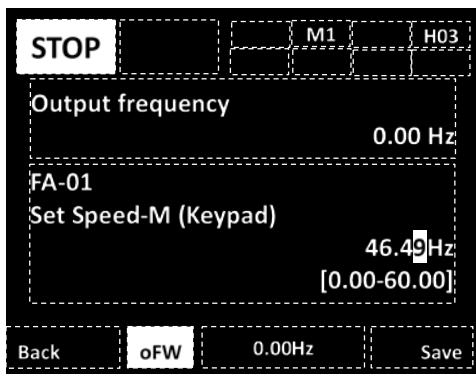 STOP M1 H03
Output frequency
0.00 Hz
FA-01
Set Speed-M (Keypad)
46.49Hz
[0.00-60.00]
Back oFW 0.00Hz Save